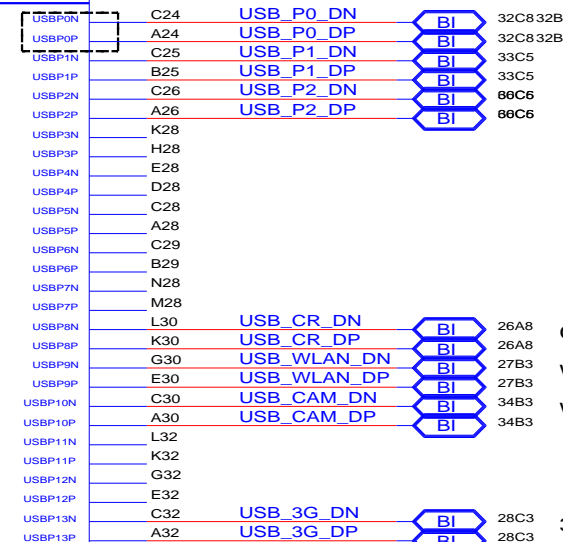 USBP0N C24 USB_P0_DN BI 32C8 32B
USBP0P A24 USB_P0_DP BI 32C8 32B
USBP1N C25 USB_P1_DN BI 33C5
USBP1P B25 USB_P1_DP BI 33C5
USBP2N C26 USB_P2_DN BI
USBP2P A26 USB_P2_DP BI
USBP3N K28
USBP3P H28
USBP4N E28
USBP4P D28
USBP5N C28
USBP5P A28
USBP6N C29
USBP6P B29
USBP7N N28
USBP7P M28
USBP8N L30 USB_CR_DN BI 26A8
USBP8P K30 USB_CR_DP BI 26A8
USBP9N G30 USB_WLAN_DN BI 27B3
USBP9P E30 USB_WLAN_DP BI 27B3
USBP10N C30 USB_CAM_DN BI 34B3
USBP10P A30 USB_CAM_DP BI 34B3
USBP11N L32
USBP11P K32
USBP12N G32
USBP12P E32
USBP13N C32 USB_3G_DN BI 28C3
USBP13P A32 USB_3G_DP BI 28C3